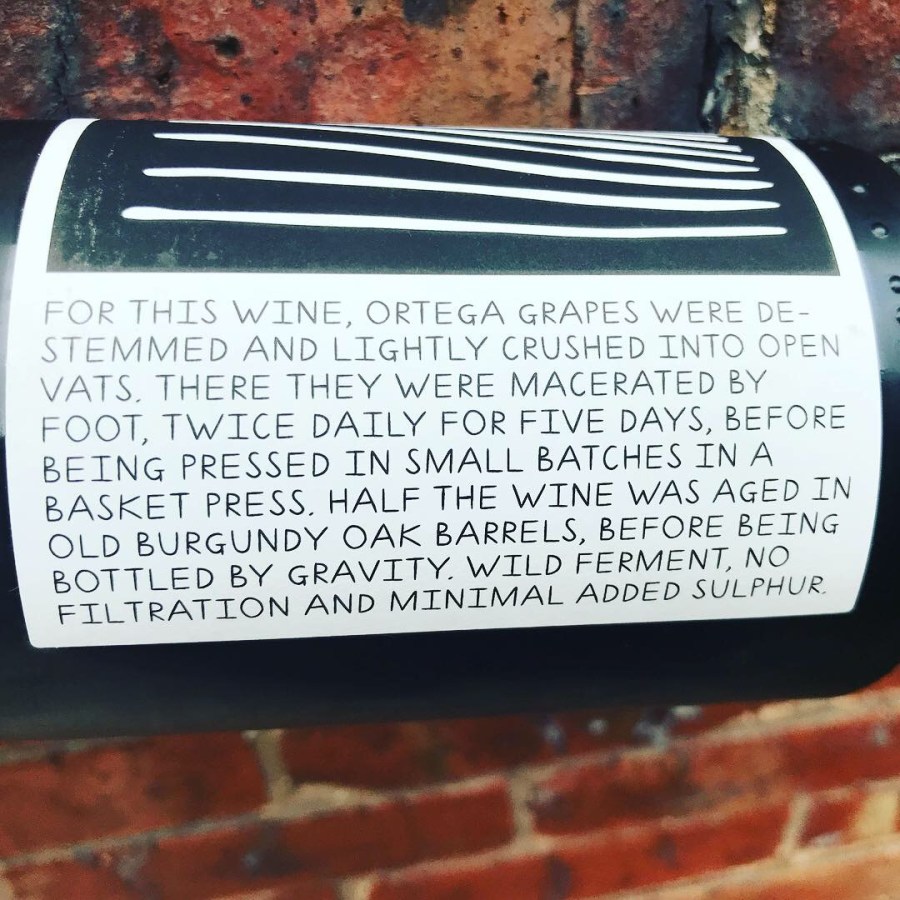 FOR THIS WINE, ORTEGA GRAPES WERE DE-
STEMMED AND LIGHTLY CRUSHED INTO OPEN
VATS. THERE THEY WERE MACERATED BY
FOOT, TWICE DAILY FOR FIVE DAYS, BEFORE
BEING PRESSED IN SMALL BATCHES IN A
BASKET PRESS. HALF THE WINE WAS AGED IN
OLD BURGUNDY OAK BARRELS, BEFORE BEING
BOTTLED BY GRAVITY. WILD FERMENT, NO
FILTRATION AND MINIMAL ADDED SULPHUR.